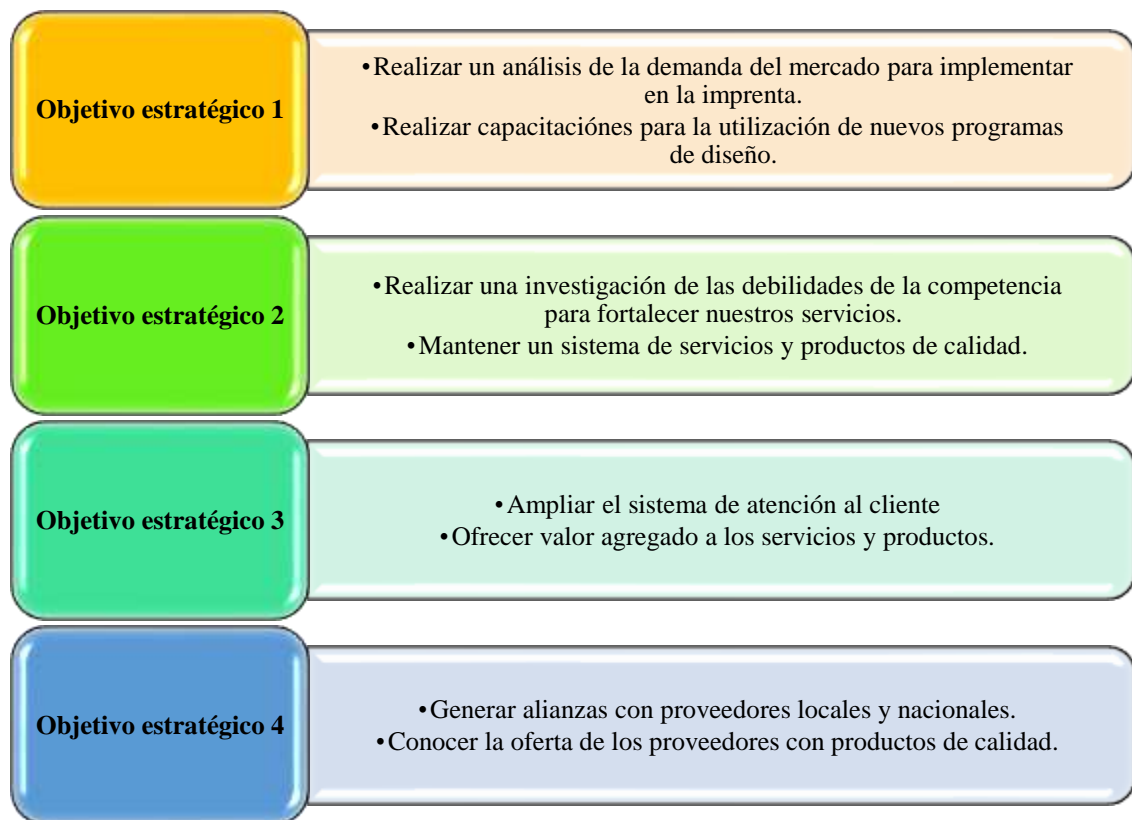 Objetivo estratégico 1
•Realizar un análisis de la demanda del mercado para implementar
en la imprenta.
•Realizar capacitaciónes para la utilización de nuevos programas
de diseño.
Objetivo estratégico 2
•Realizar una investigación de las debilidades de la competencia
para fortalecer nuestros servicios.
•Mantener un sistema de servicios y productos de calidad.
Objetivo estratégico 3
•Ampliar el sistema de atención al cliente
•Ofrecer valor agregado a los servicios y productos.
Objetivo estratégico 4
•Generar alianzas con proveedores locales y nacionales.
•Conocer la oferta de los proveedores con productos de calidad.